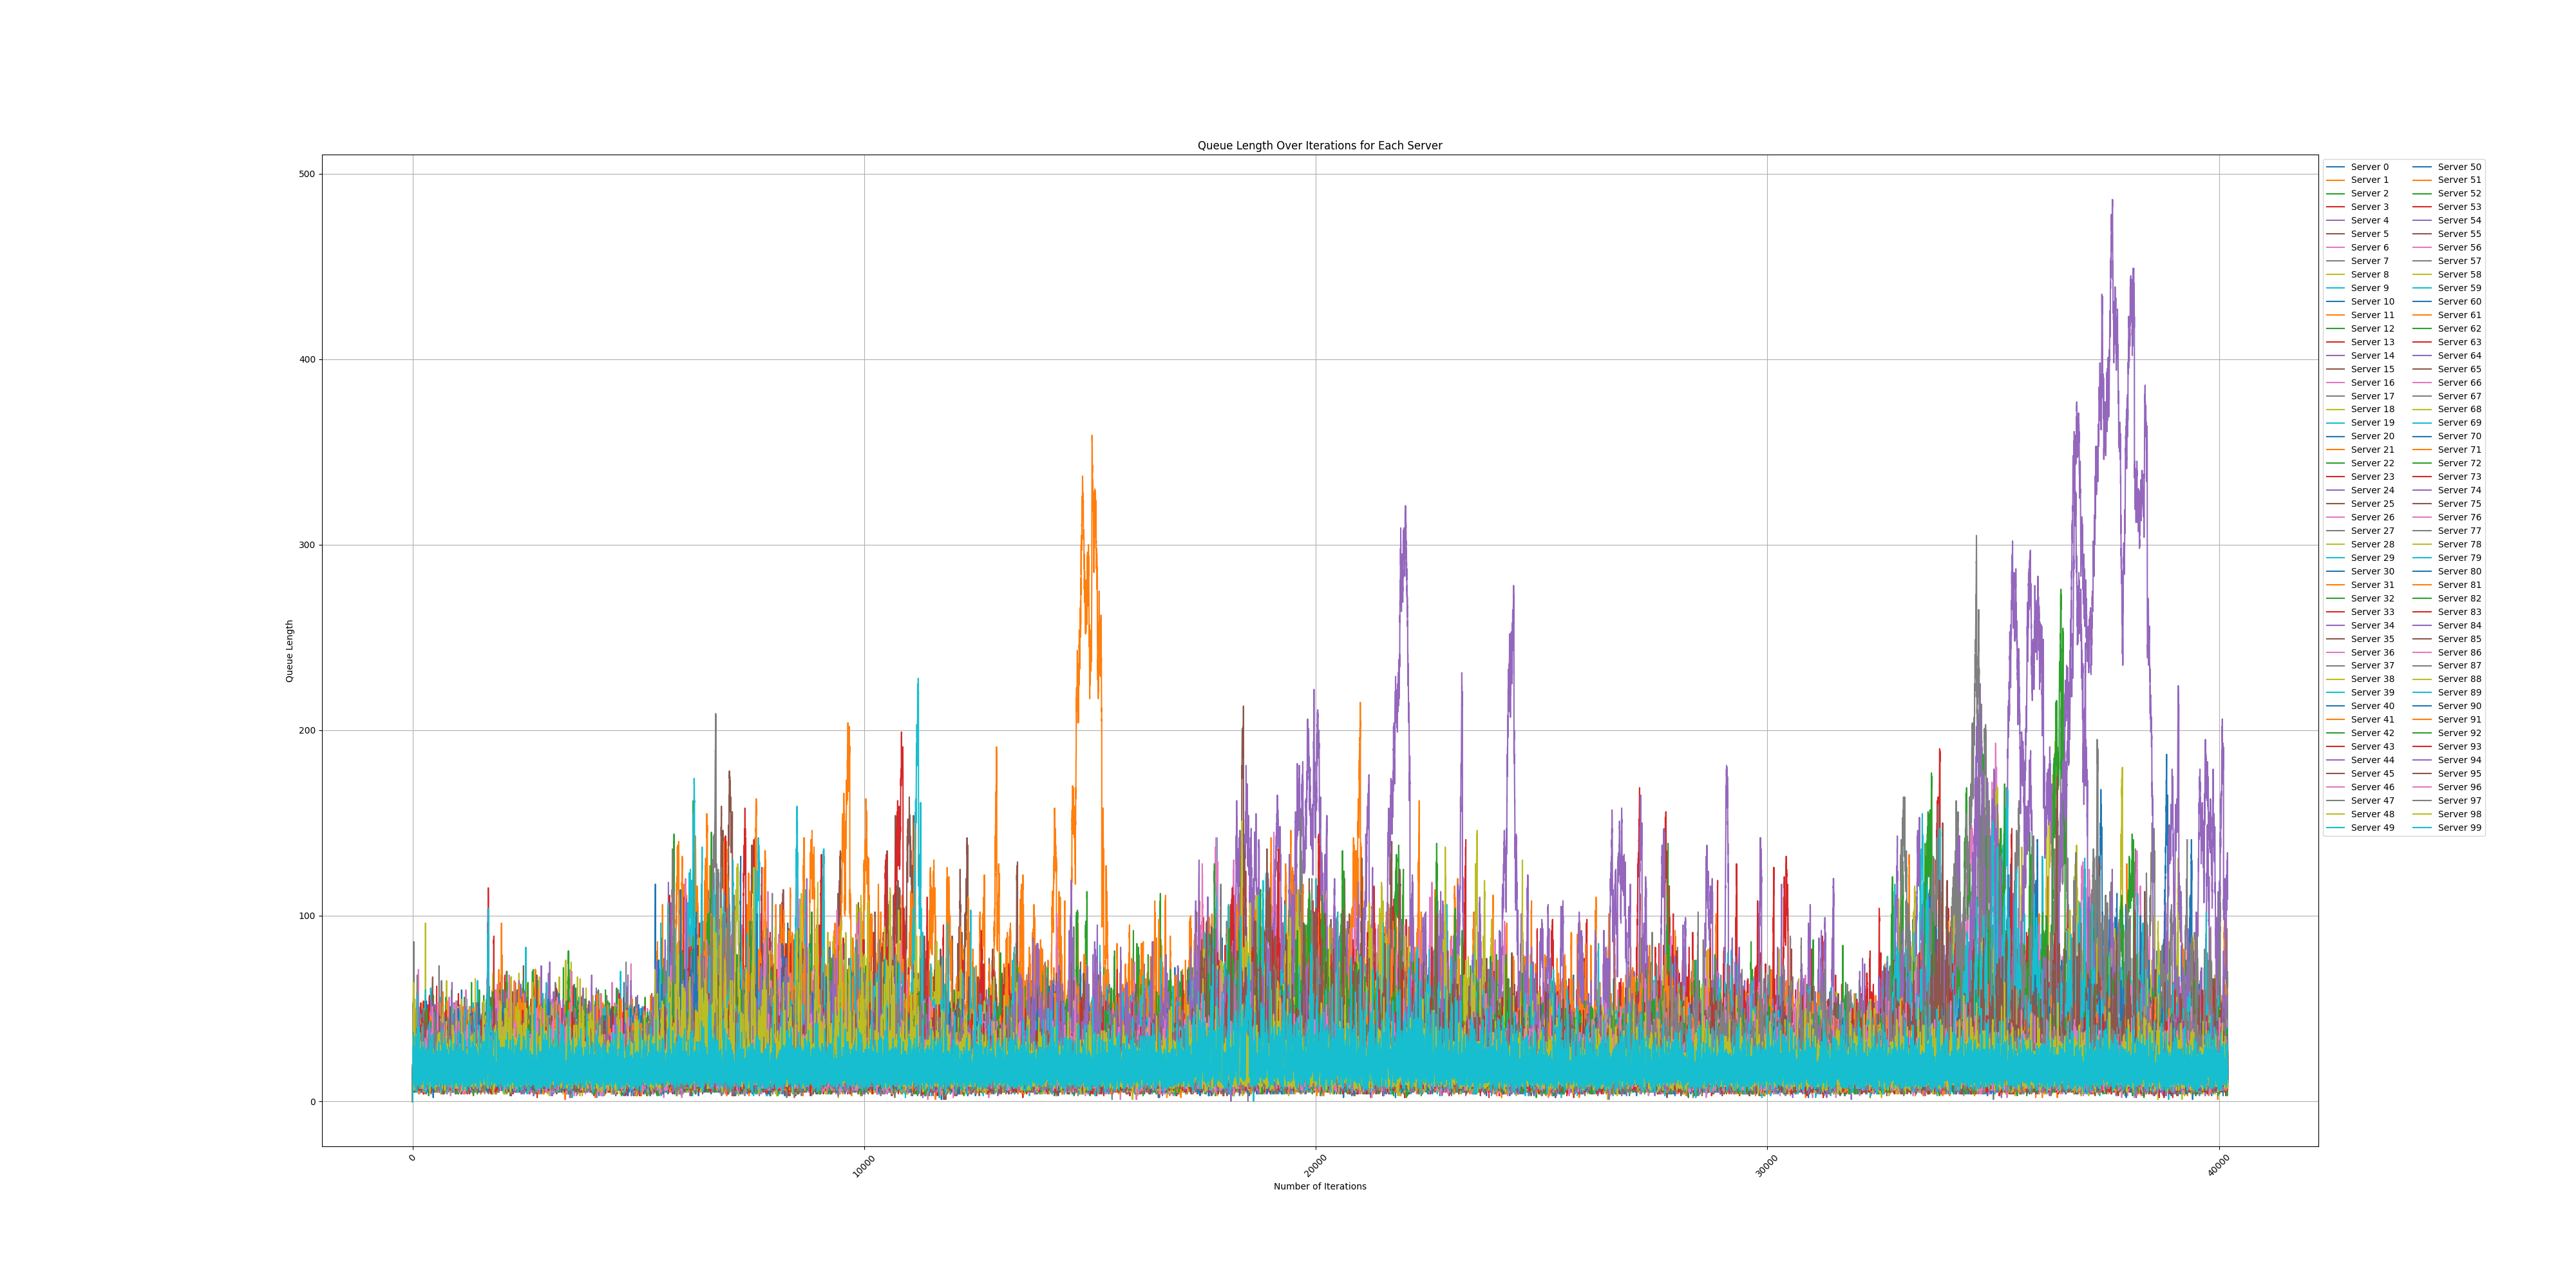 Queue Length Over Iterations for Each Server
500
400
300
200
100
0
Queue Length
0
10000
20000
30000
40000
Number of Iterations
Server 0
Server 1
Server 2
Server 3
Server 4
Server 5
Server 6
Server 7
Server 8
Server 9
Server 10
Server 11
Server 12
Server 13
Server 14
Server 15
Server 16
Server 17
Server 18
Server 19
Server 20
Server 21
Server 22
Server 23
Server 24
Server 25
Server 26
Server 27
Server 28
Server 29
Server 30
Server 31
Server 32
Server 33
Server 34
Server 35
Server 36
Server 37
Server 38
Server 39
Server 40
Server 41
Server 42
Server 43
Server 44
Server 45
Server 46
Server 47
Server 48
Server 49
Server 50
Server 51
Server 52
Server 53
Server 54
Server 55
Server 56
Server 57
Server 58
Server 59
Server 60
Server 61
Server 62
Server 63
Server 64
Server 65
Server 66
Server 67
Server 68
Server 69
Server 70
Server 71
Server 72
Server 73
Server 74
Server 75
Server 76
Server 77
Server 78
Server 79
Server 80
Server 81
Server 82
Server 83
Server 84
Server 85
Server 86
Server 87
Server 88
Server 89
Server 90
Server 91
Server 92
Server 93
Server 94
Server 95
Server 96
Server 97
Server 98
Server 99